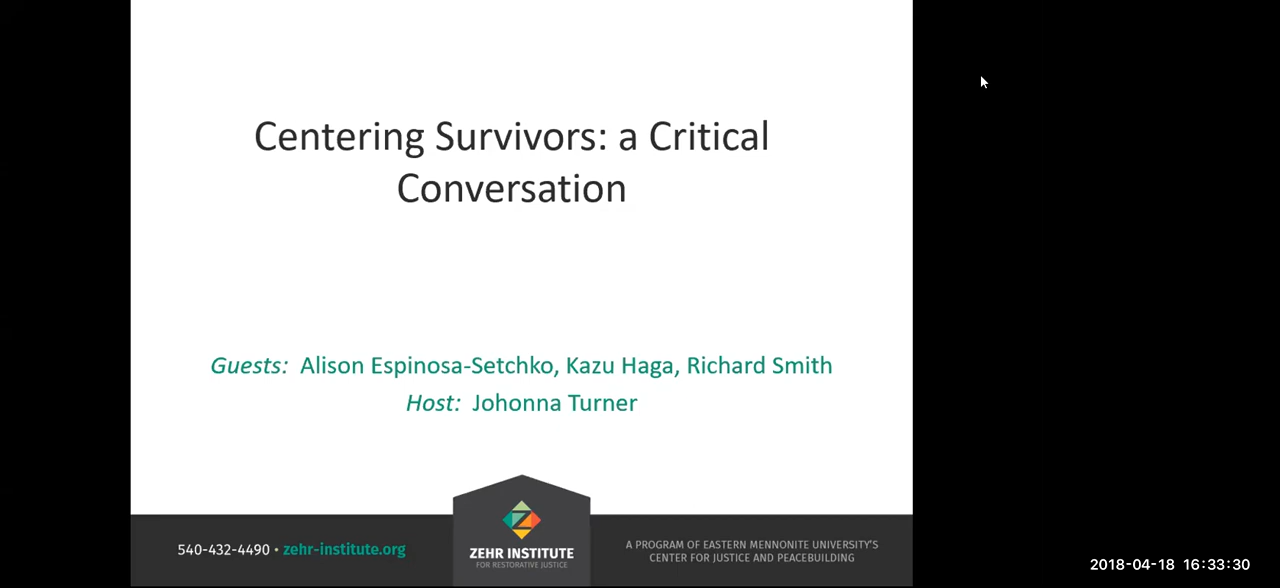 Centering Survivors: a Critical
Conversation
Guests: Alison Espinosa-Setchko, Kazu Haga, Richard Smith
Host: Johonna Turner
540-432-4490 • zehr-institute.org
ZEHR INSTITUTE
FOR RESTORATIVE JUSTICE
A PROGRAM OF EASTERN MENNONITE UNIVERSITY'S
CENTER FOR JUSTICE AND PEACEBUILDING
2018-04-18 16:33:30